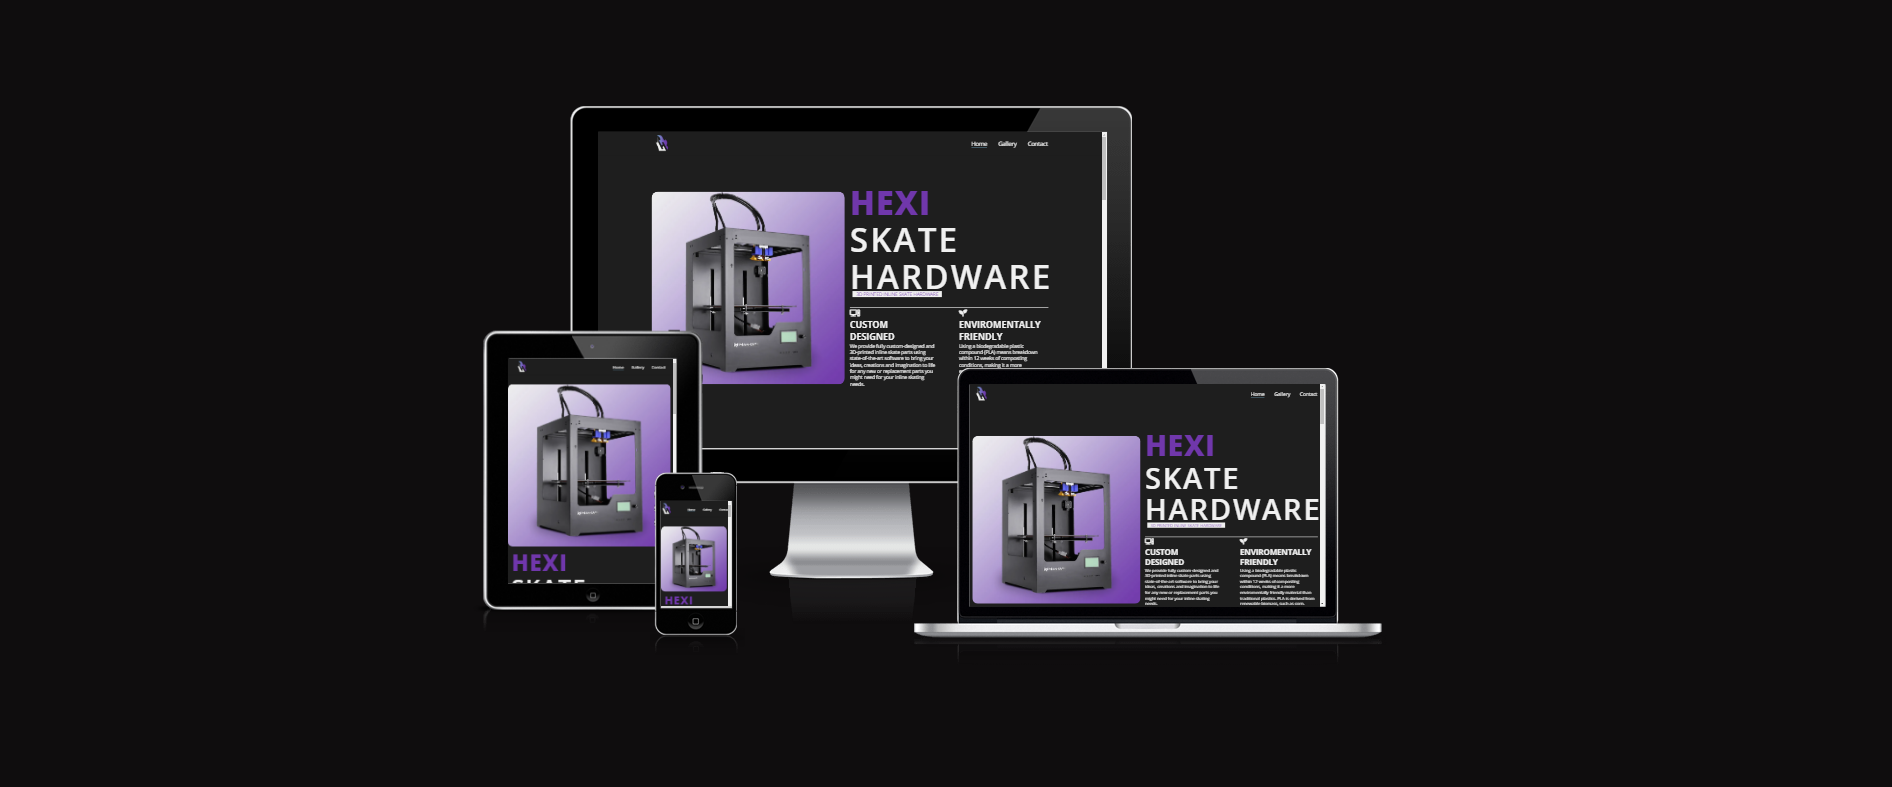 Home Gallery Contact
HEXI
SKATE
HARDWARE
3D-PRINTED INLINE SKATE HARDWARE
CUSTOM
DESIGNED
We provide fully custom-designed and
3D-printed inline skate parts using
state-of-the-art software to bring your
ideas, creations and imagination to life
for any new or replacement parts you
might need for your inline skating
needs.
ENVIROMENTALLY
FRIENDLY
Using a biodegradable plastic
compound (PLA) means breakdown
within 12 weeks of composting
conditions, making it a more
Home Gallery Contact
HEXI
SKATE
Home Gallery
HEXI
Home Gallery Contact
HEXI
SKATE
HARDWARE
3D-PRINTED INLINE SKATE HARDWARE
CUSTOM
DESIGNED
We provide fully custom-designed and
3D-printed inline skate parts using
state-of-the-art software to bring your
ideas, creations and imagination to life
for any new or replacement parts you
might need for your inline skating
needs.
ENVIROMENTALLY
FRIENDLY
Using a biodegradable plastic
compound (PLA) means breakdown
within 12 weeks of composting
conditions, making it a more
enviromentally friendly material than
traditional plastics. PLA is derived from
renewable biomass, such as corn,